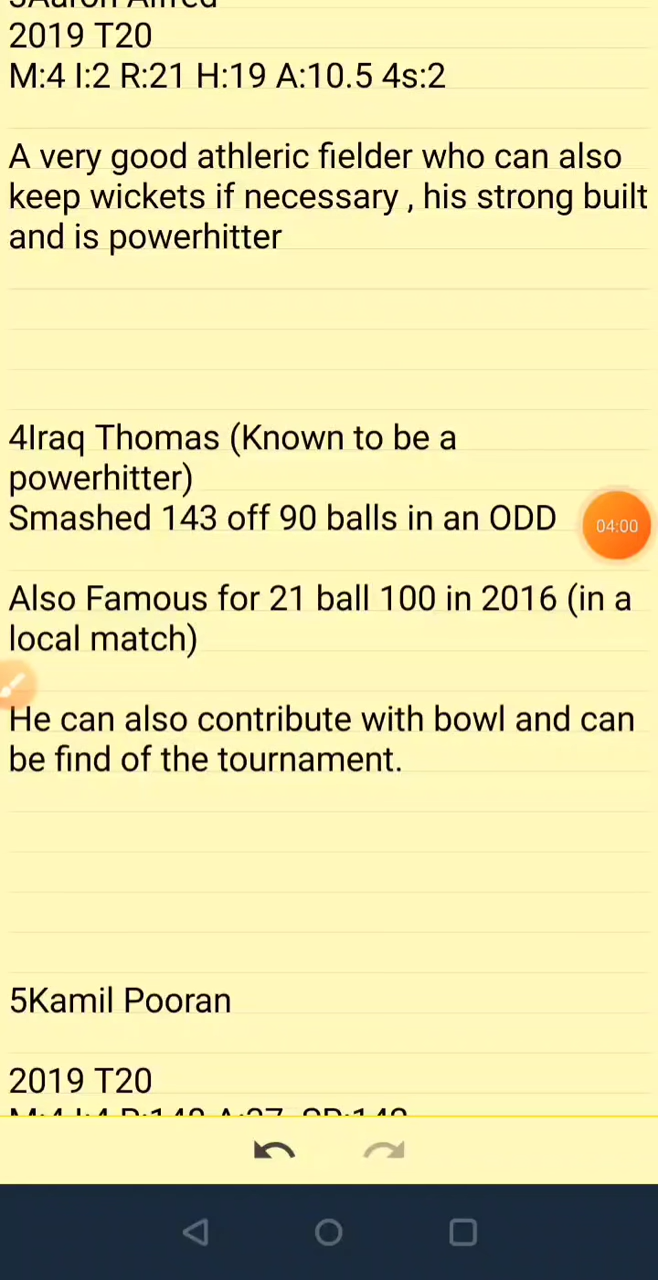 3Aaron Alfred
2019 T20
M:4 I:2 R:21 H:19 A:10.5 4s:2
A very good athleric fielder who can also
keep wickets if necessary , his strong built
and is powerhitter
4Iraq Thomas (Known to be a
powerhitter)
Smashed 143 off 90 balls in an ODD
04:00
Also Famous for 21 ball 100 in 2016 (in a
local match)
He can also contribute with bowl and can
be find of the tournament.
5Kamil Pooran
2019 T20